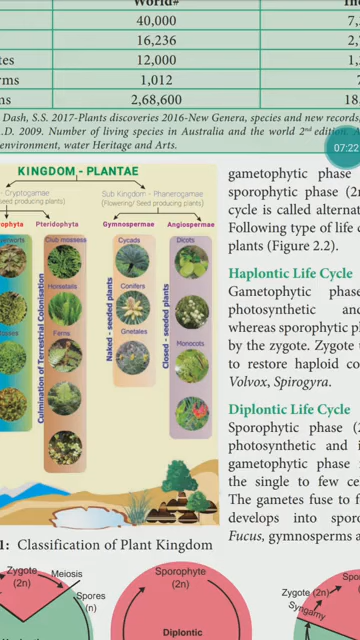 World#
40,000
16,236
12,000
1,012
2,68,600
Dash, S.S. 2017-Plants discoveries 2016-New Genera, species and new records,
.D. 2009. Number of living species in Australia and the world 2nd edition.
environment, water Heritage and Arts.
07:22
KINGDOM - PLANTAE
Cryptogamae
seed producing plants)
Sub Kingdom - Phanerogamae
(Flowering/ Seed producing plants)
Pteridophyta
Gymnospermae
Angiospermae
Club mosses
Horsetails
Ferns
Culmination of Terrestrial Colonisation
Cycads
Conifers
Gnetales
Naked - seeded plants
Dicots
Monocots
Closed - seeded plants
1: Classification of Plant Kingdom
gametophytic phase
sporophytic phase (2n
cycle is called alternat
Following type of life c
plants (Figure 2.2).
Haplontic Life Cycle
Gametophytic phase
photosynthetic and
whereas sporophytic pl
by the zygote. Zygote
to restore haploid co
Volvox, Spirogyra.
Diplontic Life Cycle
Sporophytic phase (2
photosynthetic and i
gametophytic phase
the single to few ce
The gametes fuse to f
develops into sporo
Fucus, gymnosperms a
Zygote
(2n)
Meiosis
Spores
(n)
Sporophyte
(2n)
Diplontic
Zygote (2n)
Syngamy
Spo
(2